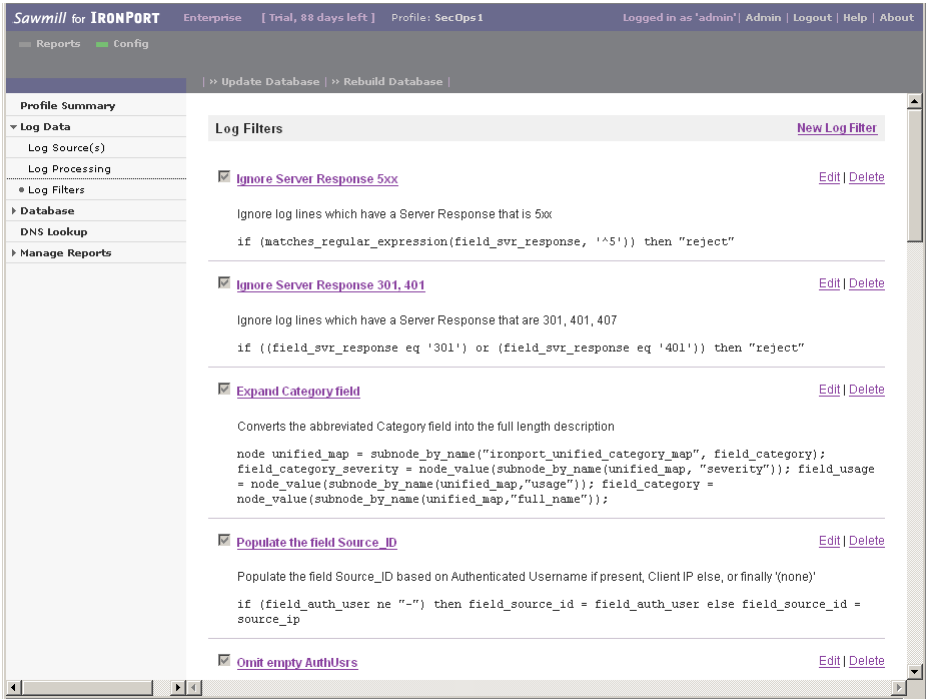 Sawmill for IRONPORT Enterprise [ Trial, 88 days left ] Profile: SecOps1 Logged in as 'admin'| Admin | Logout | Help | About
Reports Config
| >> Update Database | >> Rebuild Database |
Profile Summary
Log Data
Log Source(s)
Log Processing
Log Filters
Database
DNS Lookup
Manage Reports
Log Filters New Log Filter
Ignore Server Response 5xx Edit | Delete
Ignore log lines which have a Server Response that is 5xx
if (matches_regular_expression(field_svr_response, '^5')) then "reject"
Ignore Server Response 301, 401 Edit | Delete
Ignore log lines which have a Server Response that are 301, 401, 407
if ((field_svr_response eq '301') or (field_svr_response eq '401')) then "reject"
Expand Category field Edit | Delete
Converts the abbreviated Category field into the full length description
node unified_map = subnode_by_name("ironport_unified_category_map", field_category);
field_category_severity = node_value(subnode_by_name(unified_map, "severity")); field_usage
= node_value(subnode_by_name(unified_map,"usage")); field_category =
node_value(subnode_by_name(unified_map,"full_name"));
Populate the field Source_ID Edit | Delete
Populate the field Source_ID based on Authenticated Username if present, Client IP else, or finally '(none)'
if (field_auth_user ne "-") then field_source_id = field_auth_user else field_source_id =
source_ip
Omit empty AuthUsrs Edit | Delete